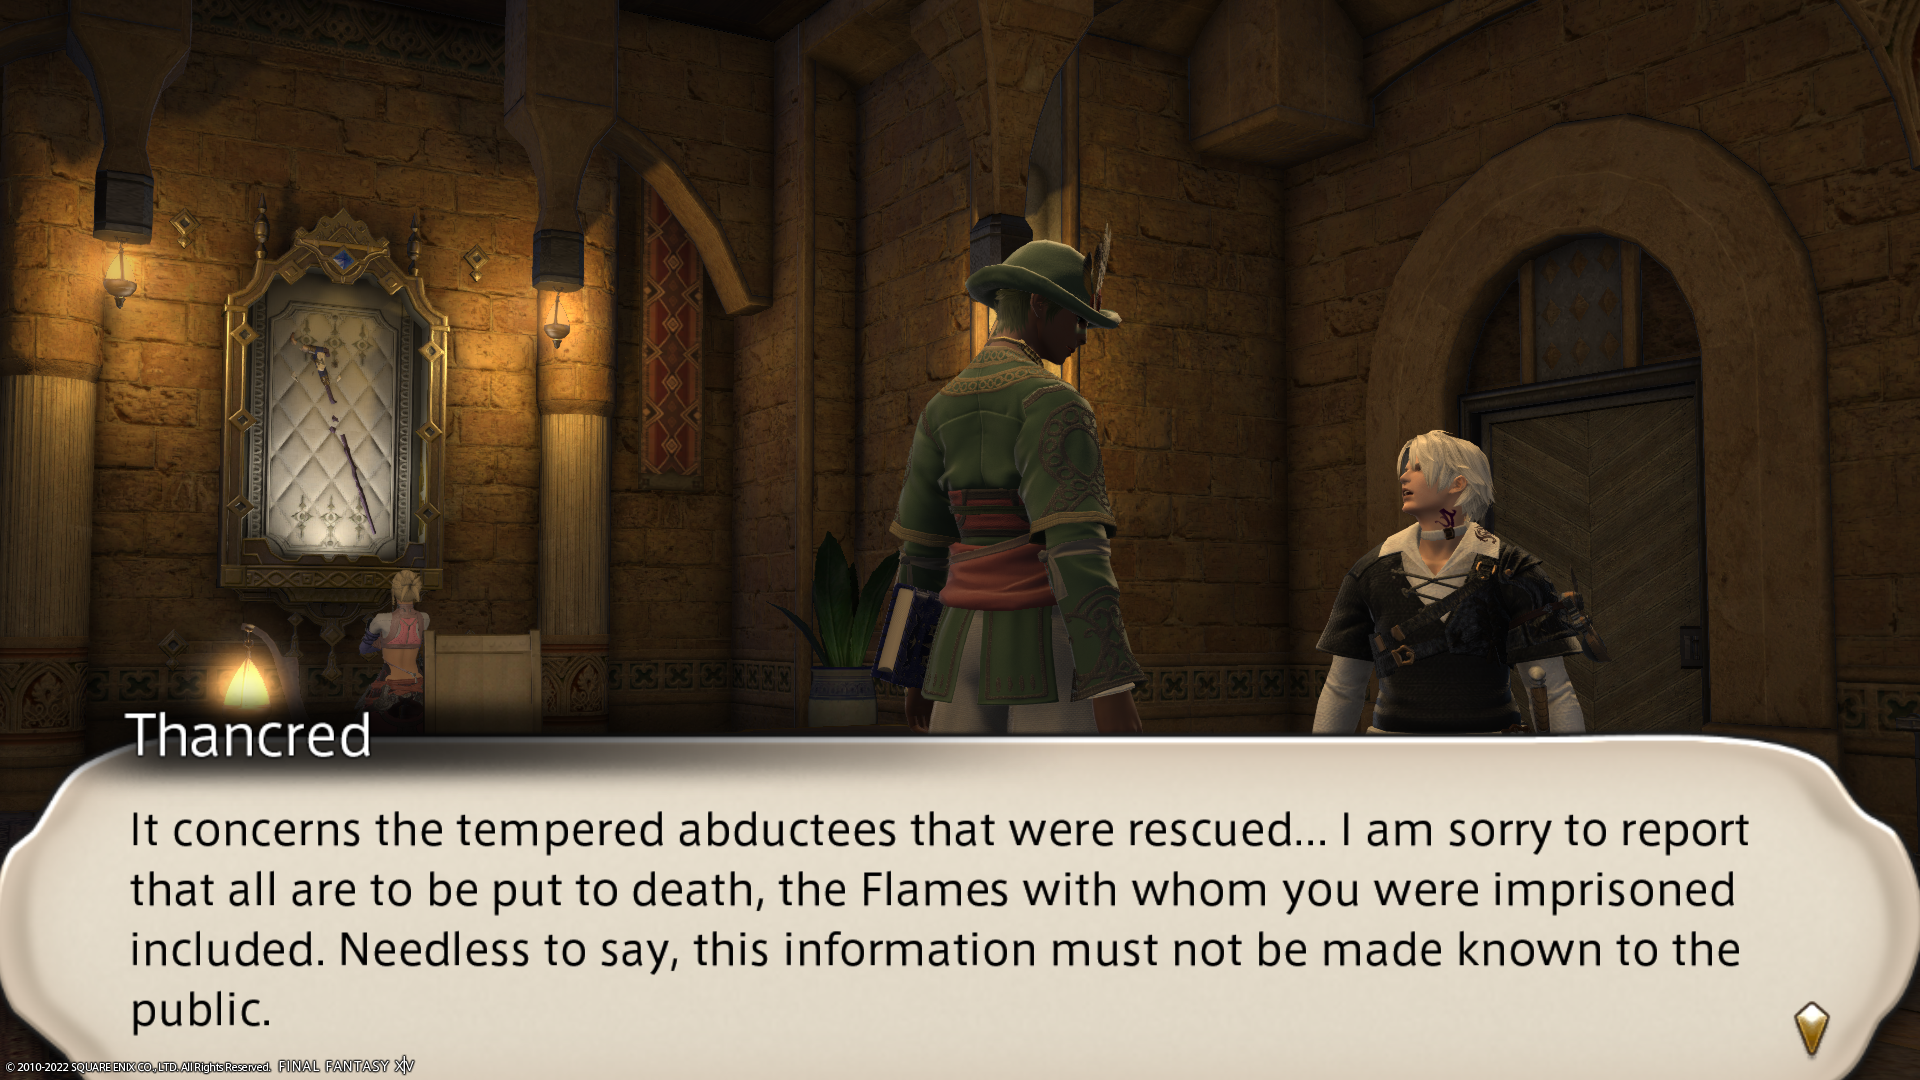 Thancred
It concerns the tempered abductees that were rescued... I am sorry to report
that all are to be put to death, the Flames with whom you were imprisoned
included. Needless to say, this information must not be made known to the
public.
© 2010-2022 SQUARE ENIX CO., LTD. All Rights Reserved. FINAL FANTASY XIV